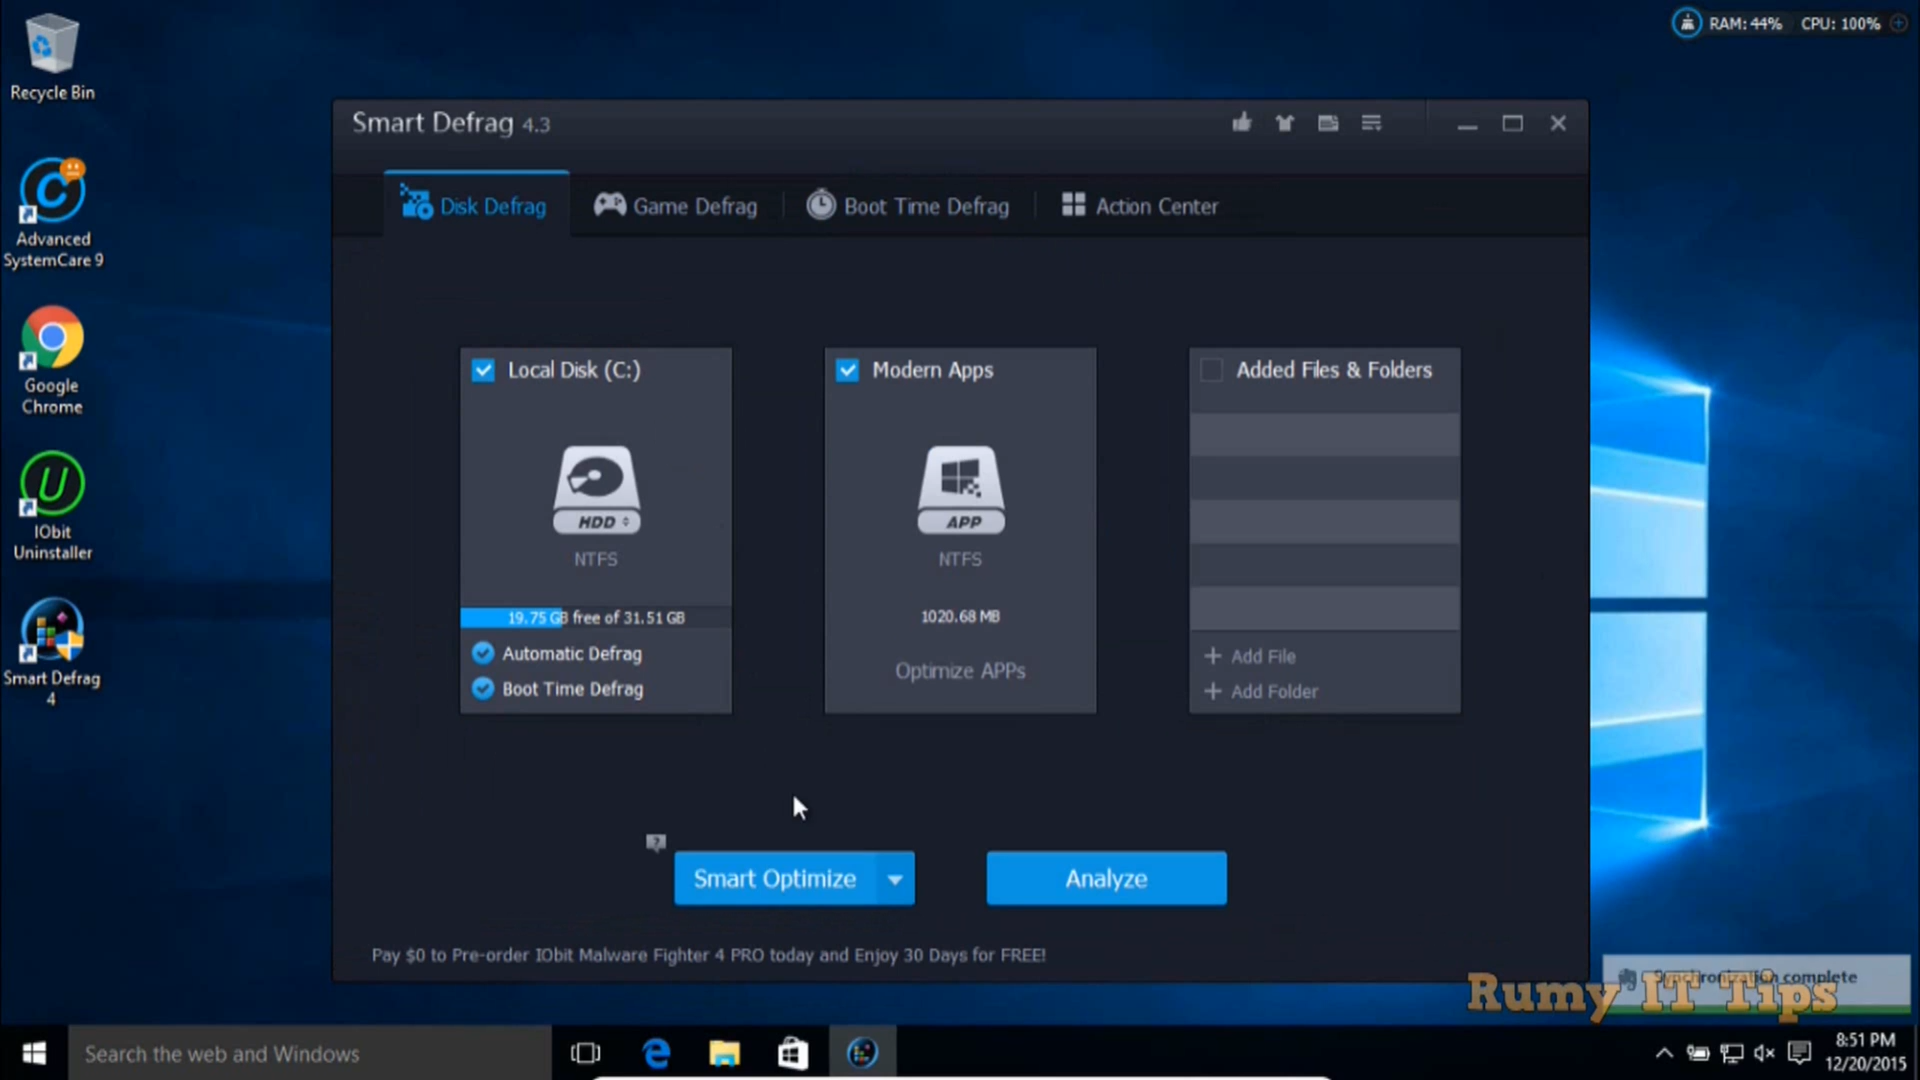 Recycle Bin
RAM: 44% CPU: 100%
Advanced
SystemCare 9
Google
Chrome
IObit
Uninstaller
Smart Defrag
4
Smart Defrag 4.3
Disk Defrag
Game Defrag
Boot Time Defrag
Action Center
Local Disk (C:)
HDD
NTFS
19.75 GB free of 31.51 GB
Automatic Defrag
Boot Time Defrag
Modern Apps
APP
NTFS
1020.68 MB
Optimize APPs
Added Files & Folders
+ Add File
+ Add Folder
?
Smart Optimize
Analyze
Pay $0 to Pre-order IObit Malware Fighter 4 PRO today and Enjoy 30 Days for FREE!
Synchronization complete
Rumy IT Tips
Search the web and Windows
8:51 PM
12/20/2015